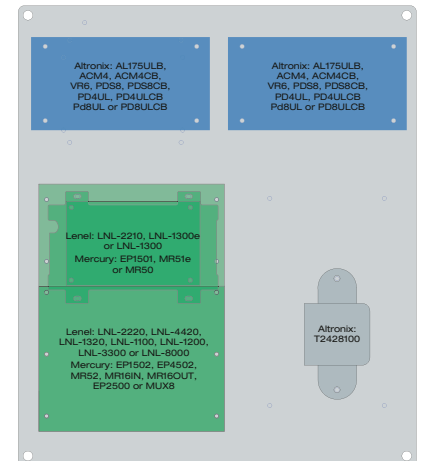 Altronix: AL175ULB,
ACM4, ACM4CB,
VR6, PDS8, PDS8CB,
PD4UL, PD4ULCB
Pd8UL or PD8ULCB
Altronix: AL175ULB,
ACM4, ACM4CB,
VR6, PDS8, PDS8CB,
PD4UL, PD4ULCB
Pd8UL or PD8ULCB
Lenel: LNL-2210, LNL-1300e
or LNL-1300
Mercury: EP1501, MR51e
or MR50
Lenel: LNL-2220, LNL-4420,
LNL-1320, LNL-1100, LNL-1200,
LNL-3300 or LNL-8000
Mercury: EP1502, EP4502,
MR52, MR16IN, MR16OUT,
EP2500 or MUX8
Altronix:
T2428100